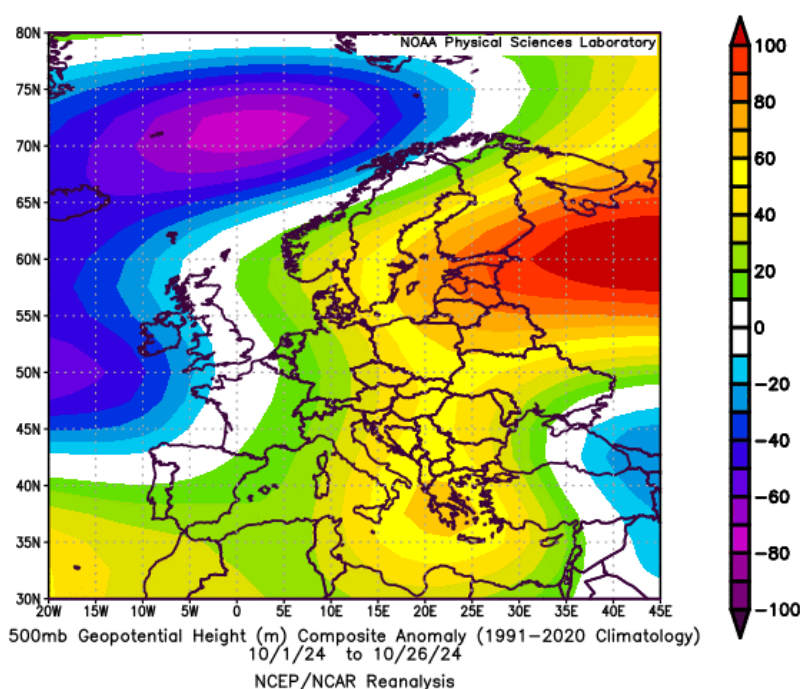 NOAA Physical Sciences Laboratory
80N
75N
70N
65N
60N
55N
50N
45N
40N
35N
30N
20W 15W 10W 5W 0 5E 10E 15E 20E 25E 30E 35E 40E 45E
100
80
60
40
20
0
−20
−40
−60
−80
−100
500mb Geopotential Height (m) Composite Anomaly (1991−2020 Climatology)
10/1/24 to 10/26/24
NCEP/NCAR Reanalysis